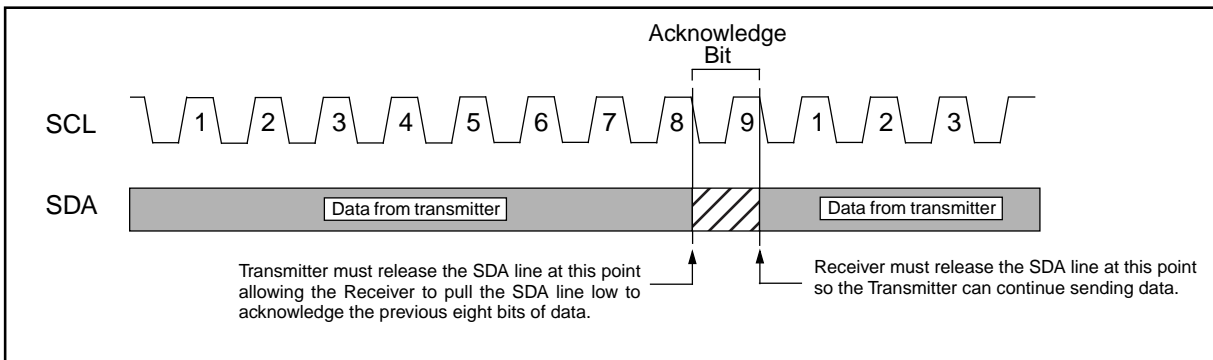 Acknowledge
Bit
SCL 1 2 3 4 5 6 7 8 9 1 2 3
SDA Data from transmitter Data from transmitter
Transmitter must release the SDA line at this point
allowing the Receiver to pull the SDA line low to
acknowledge the previous eight bits of data.
Receiver must release the SDA line at this point
so the Transmitter can continue sending data.